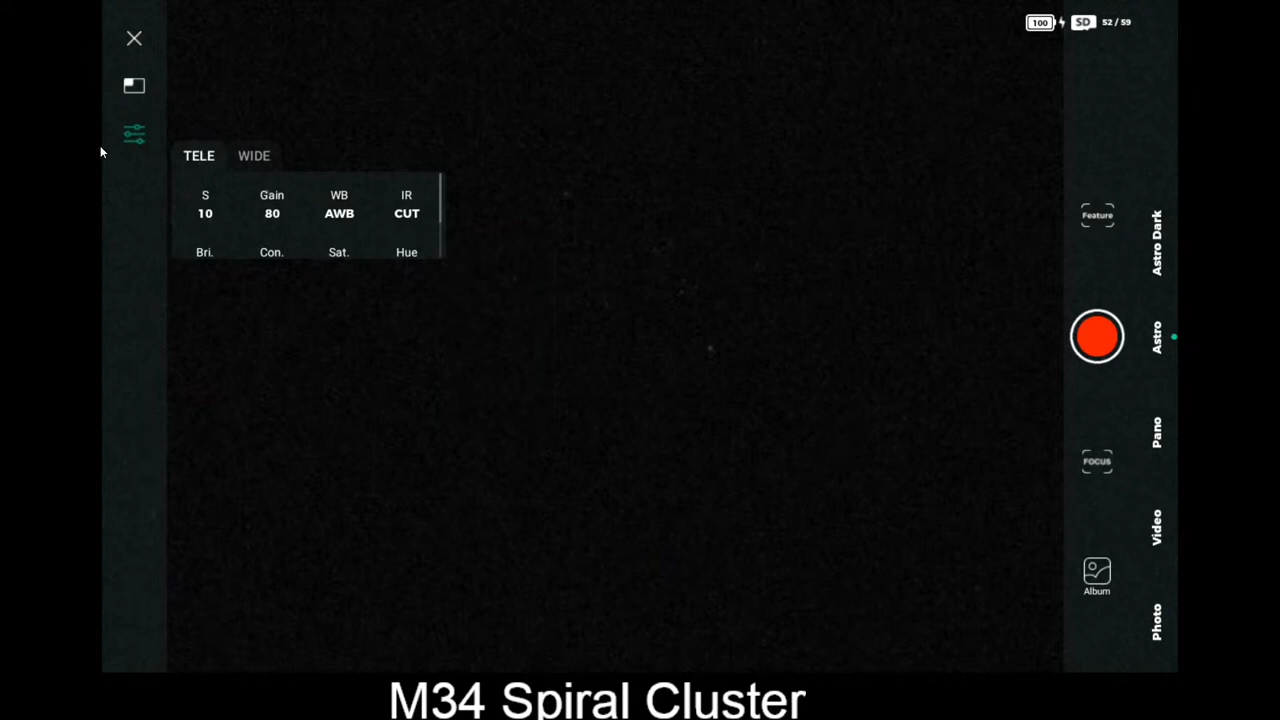 100 SD 52 / 59
TELE WIDE
S Gain WB IR
10 80 AWB CUT
Bri. Con. Sat. Hue
Feature
FOCUS
Album
Astro Dark
Astro
Pano
Video
Photo
M34 Spiral Cluster